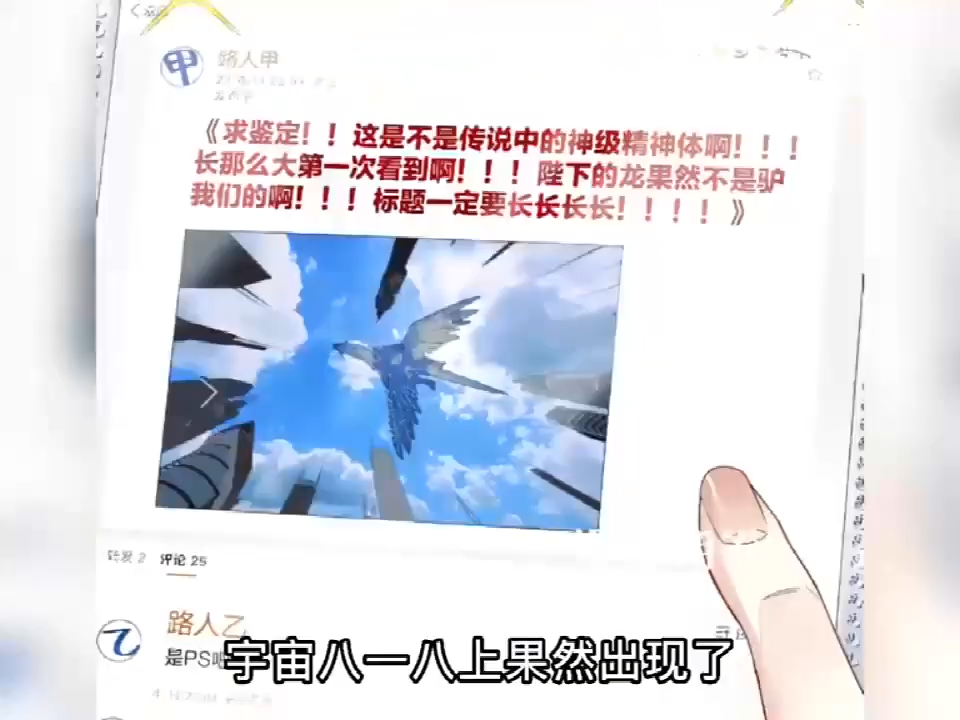 路人甲
《求鉴定！！这是不是传说中的神级精神体啊！！！
长那么大第一次看到啊！！！陛下的龙果然不是驴
我们的啊！！！标题一定要长长长长！！！！》
转发 2 评论 25
路人乙
是PS吧
宇宙八一八上果然出现了